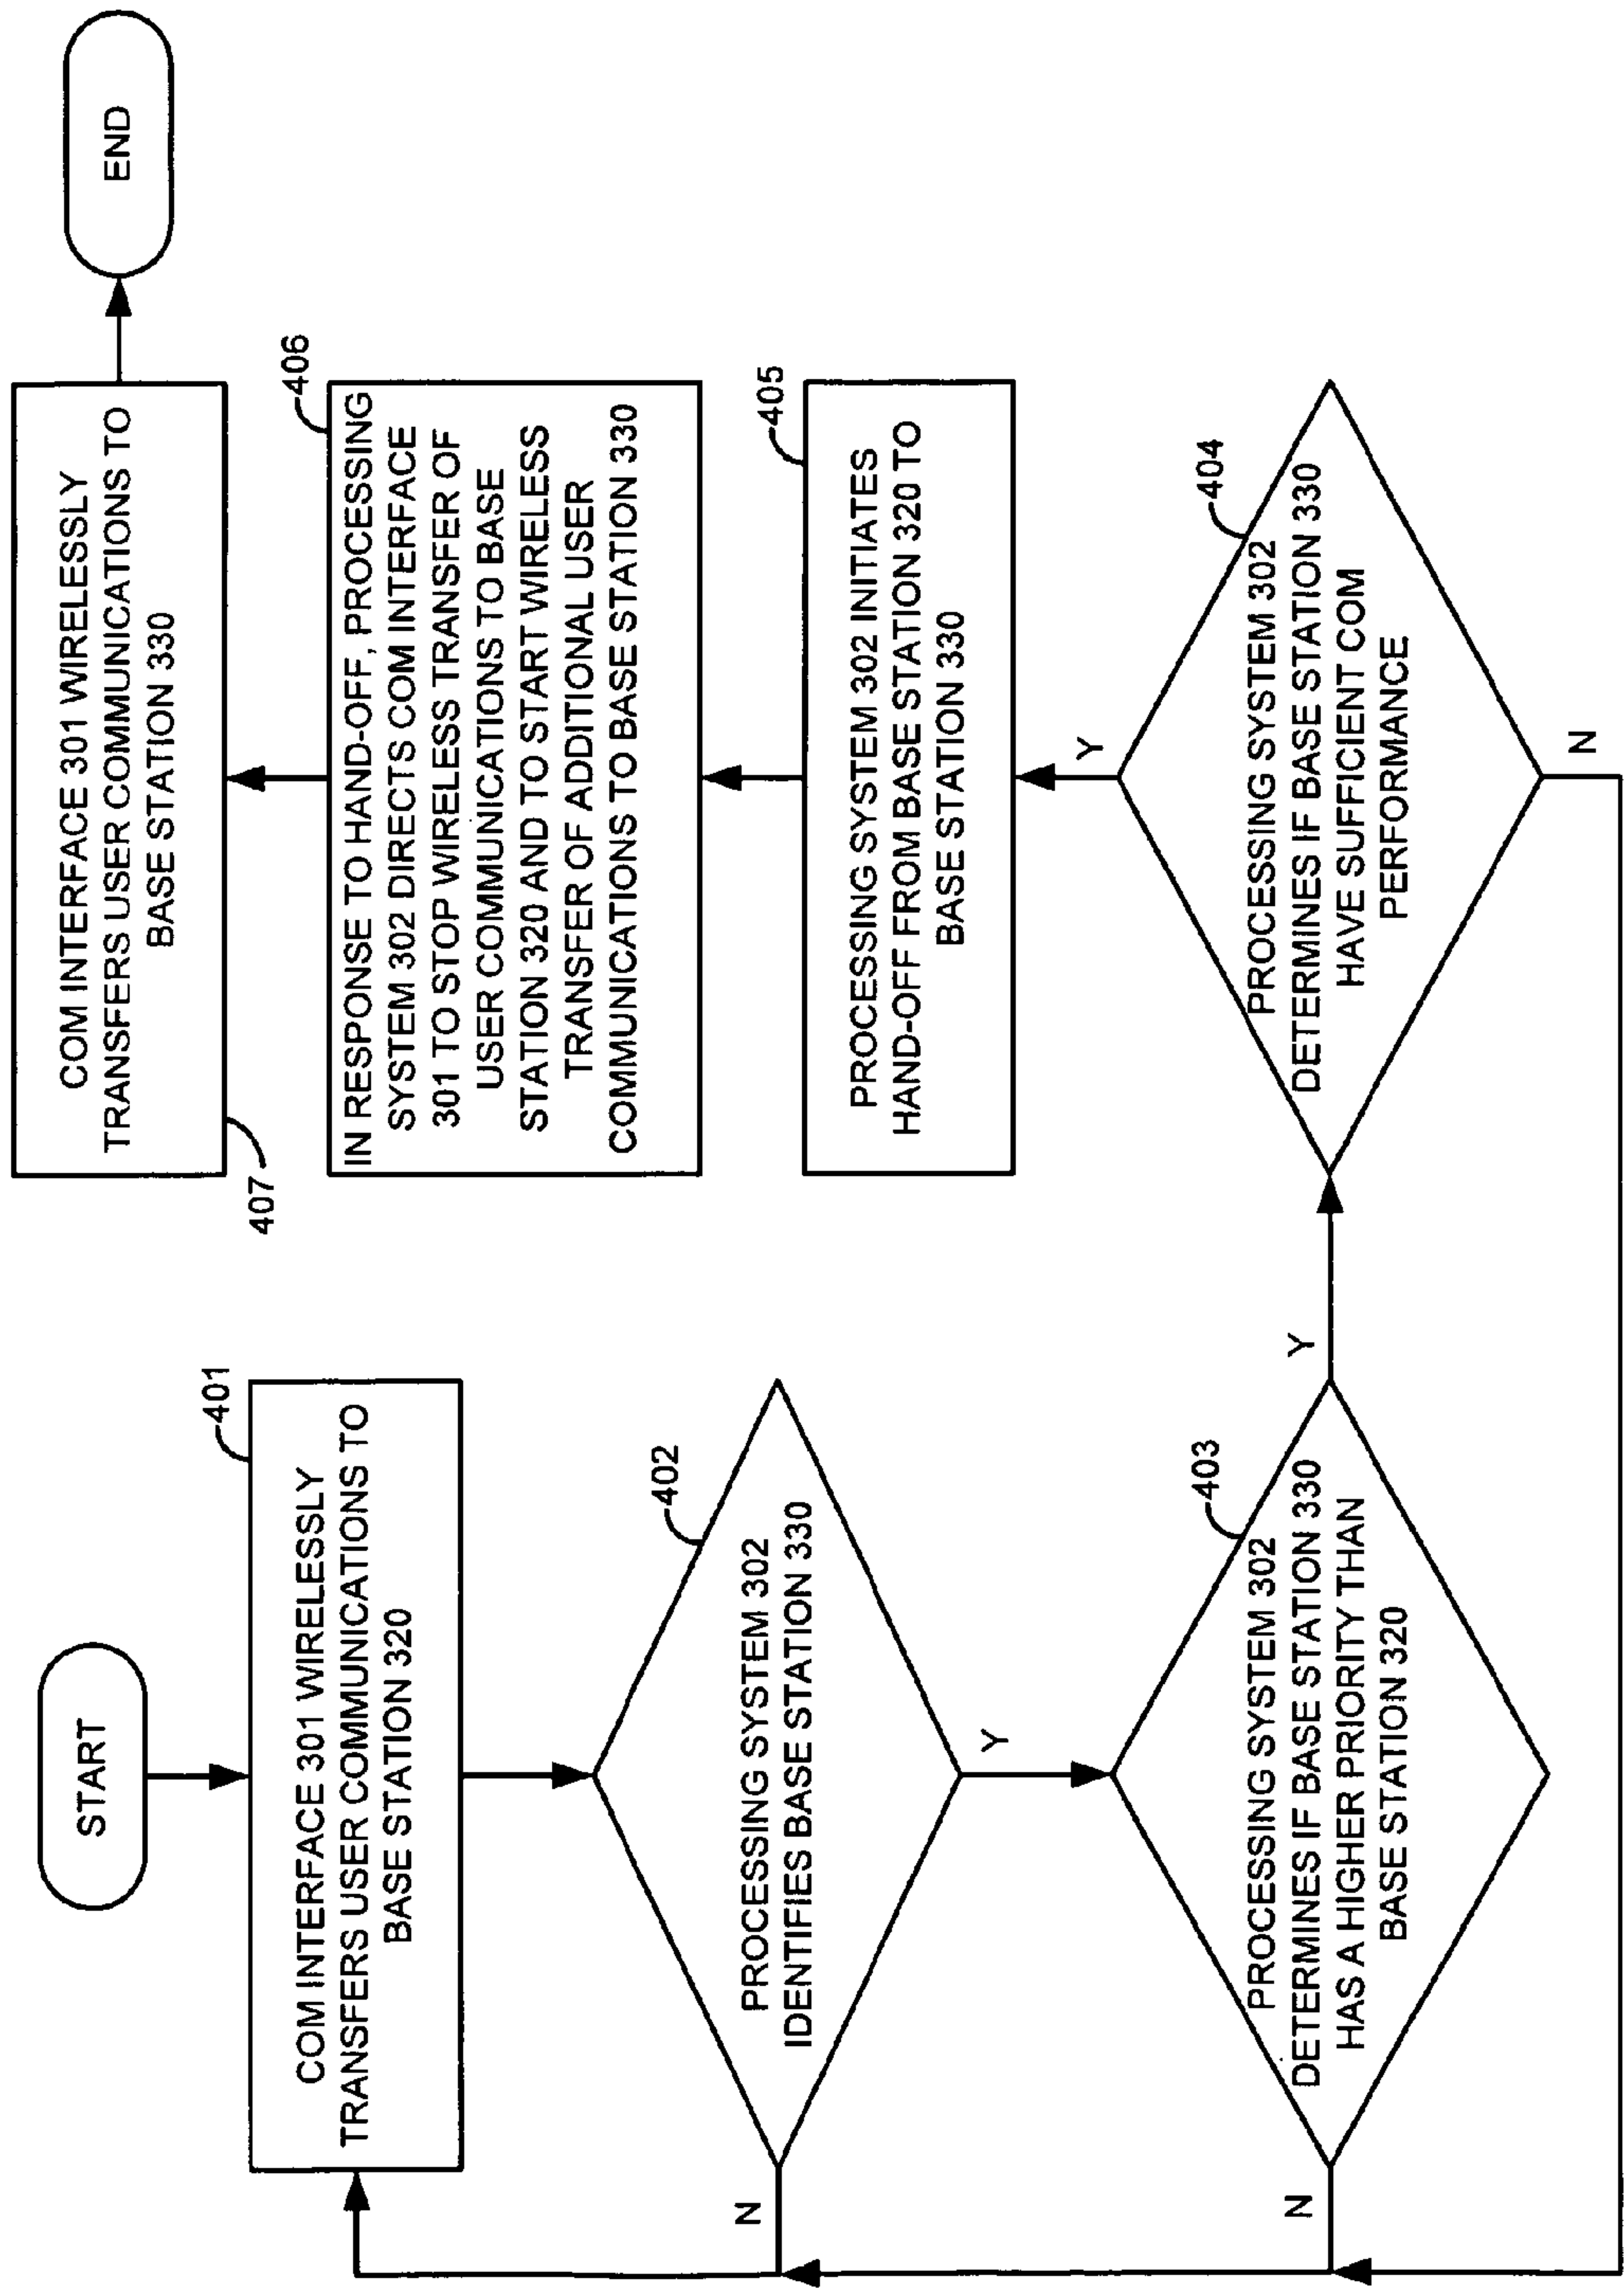 START
401
COM INTERFACE 301 WIRELESSLY
TRANSFERS USER COMMUNICATIONS TO
BASE STATION 320
402
PROCESSING SYSTEM 302
IDENTIFIES BASE STATION 330
N
Y
403
PROCESSING SYSTEM 302
DETERMINES IF BASE STATION 330
HAS A HIGHER PRIORITY THAN
BASE STATION 320
N
Y
404
PROCESSING SYSTEM 302
DETERMINES IF BASE STATION 330
HAVE SUFFICIENT COM
PERFORMANCE
Y
N
405
PROCESSING SYSTEM 302 INITIATES
HAND-OFF FROM BASE STATION 320 TO
BASE STATION 330
406
IN RESPONSE TO HAND-OFF, PROCESSING
SYSTEM 302 DIRECTS COM INTERFACE
301 TO STOP WIRELESS TRANSFER OF
USER COMMUNICATIONS TO BASE
STATION 320 AND TO START WIRELESS
TRANSFER OF ADDITIONAL USER
COMMUNICATIONS TO BASE STATION 330
407
COM INTERFACE 301 WIRELESSLY
TRANSFERS USER COMMUNICATIONS TO
BASE STATION 330
END